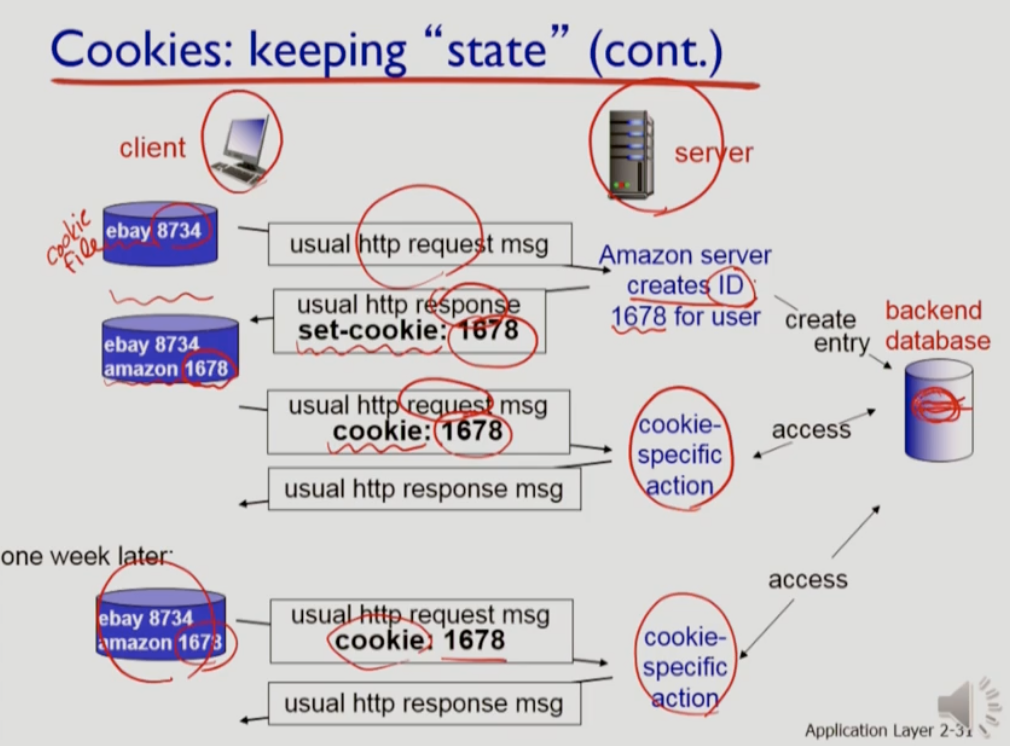 Cookies: keeping “state” (cont.)
client
server
cookie
file
ebay 8734
usual http request msg
Amazon server
creates ID
1678 for user
usual http response
set-cookie: 1678
create
entry
backend
database
ebay 8734
amazon 1678
usual http request msg
cookie: 1678
cookie-
specific
action
access
usual http response msg
one week later:
access
ebay 8734
amazon 1678
usual http request msg
cookie: 1678
cookie-
specific
action
usual http response msg
Application Layer 2-31